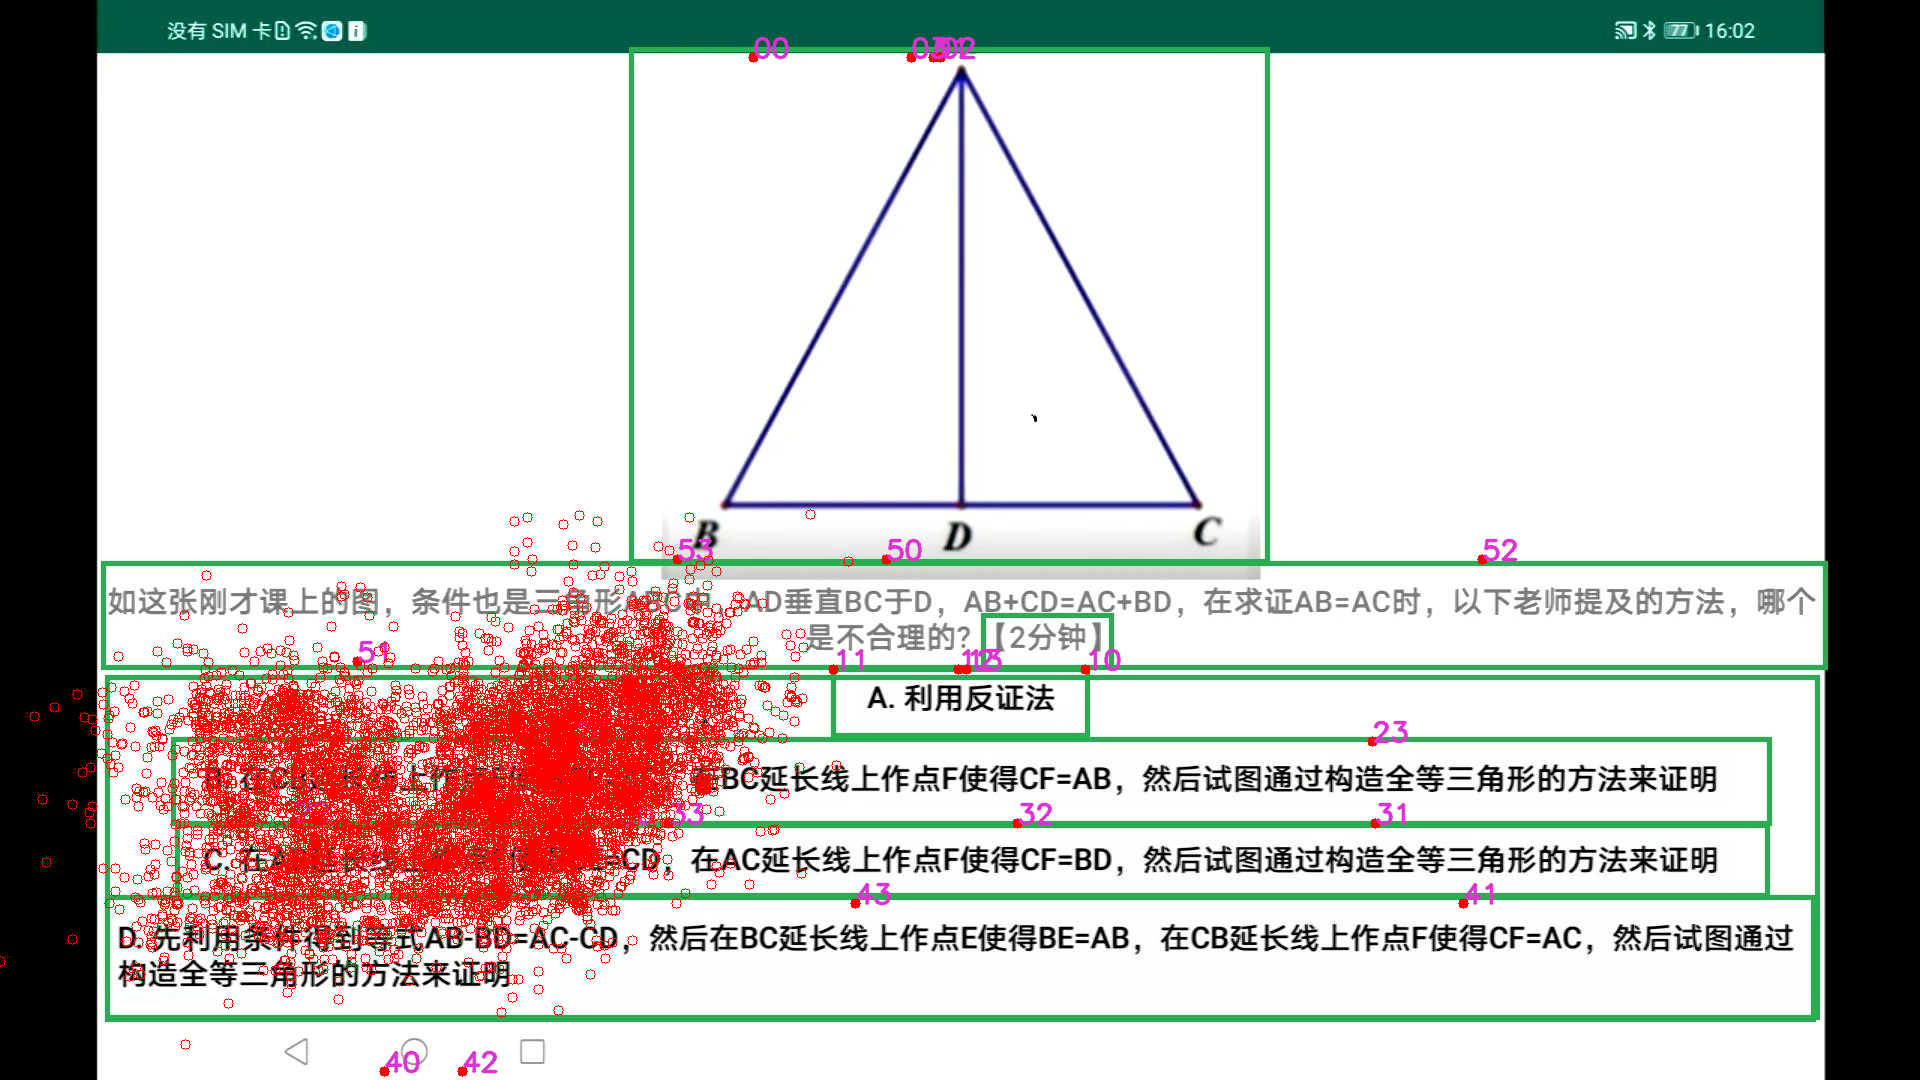 没有 SIM 卡 77 16:02
00 02
B D C
53 50 52
如这张刚才课上的图，条件也是三角形ABC中，AD垂直BC于D，AB+CD=AC+BD，在求证AB=AC时，以下老师提及的方法，哪个
是不合理的？【2分钟】
51 11 10
A. 利用反证法
23
在BC延长线上作点F使得CF=AB，然后试图通过构造全等三角形的方法来证明
33 32 31
C. 在 =CD，在AC延长线上作点F使得CF=BD，然后试图通过构造全等三角形的方法来证明
43 41
D. 先利用条件得到等式AB-BD=AC-CD，然后在BC延长线上作点E使得BE=AB，在CB延长线上作点F使得CF=AC，然后试图通过
构造全等三角形的方法来证明
40 42